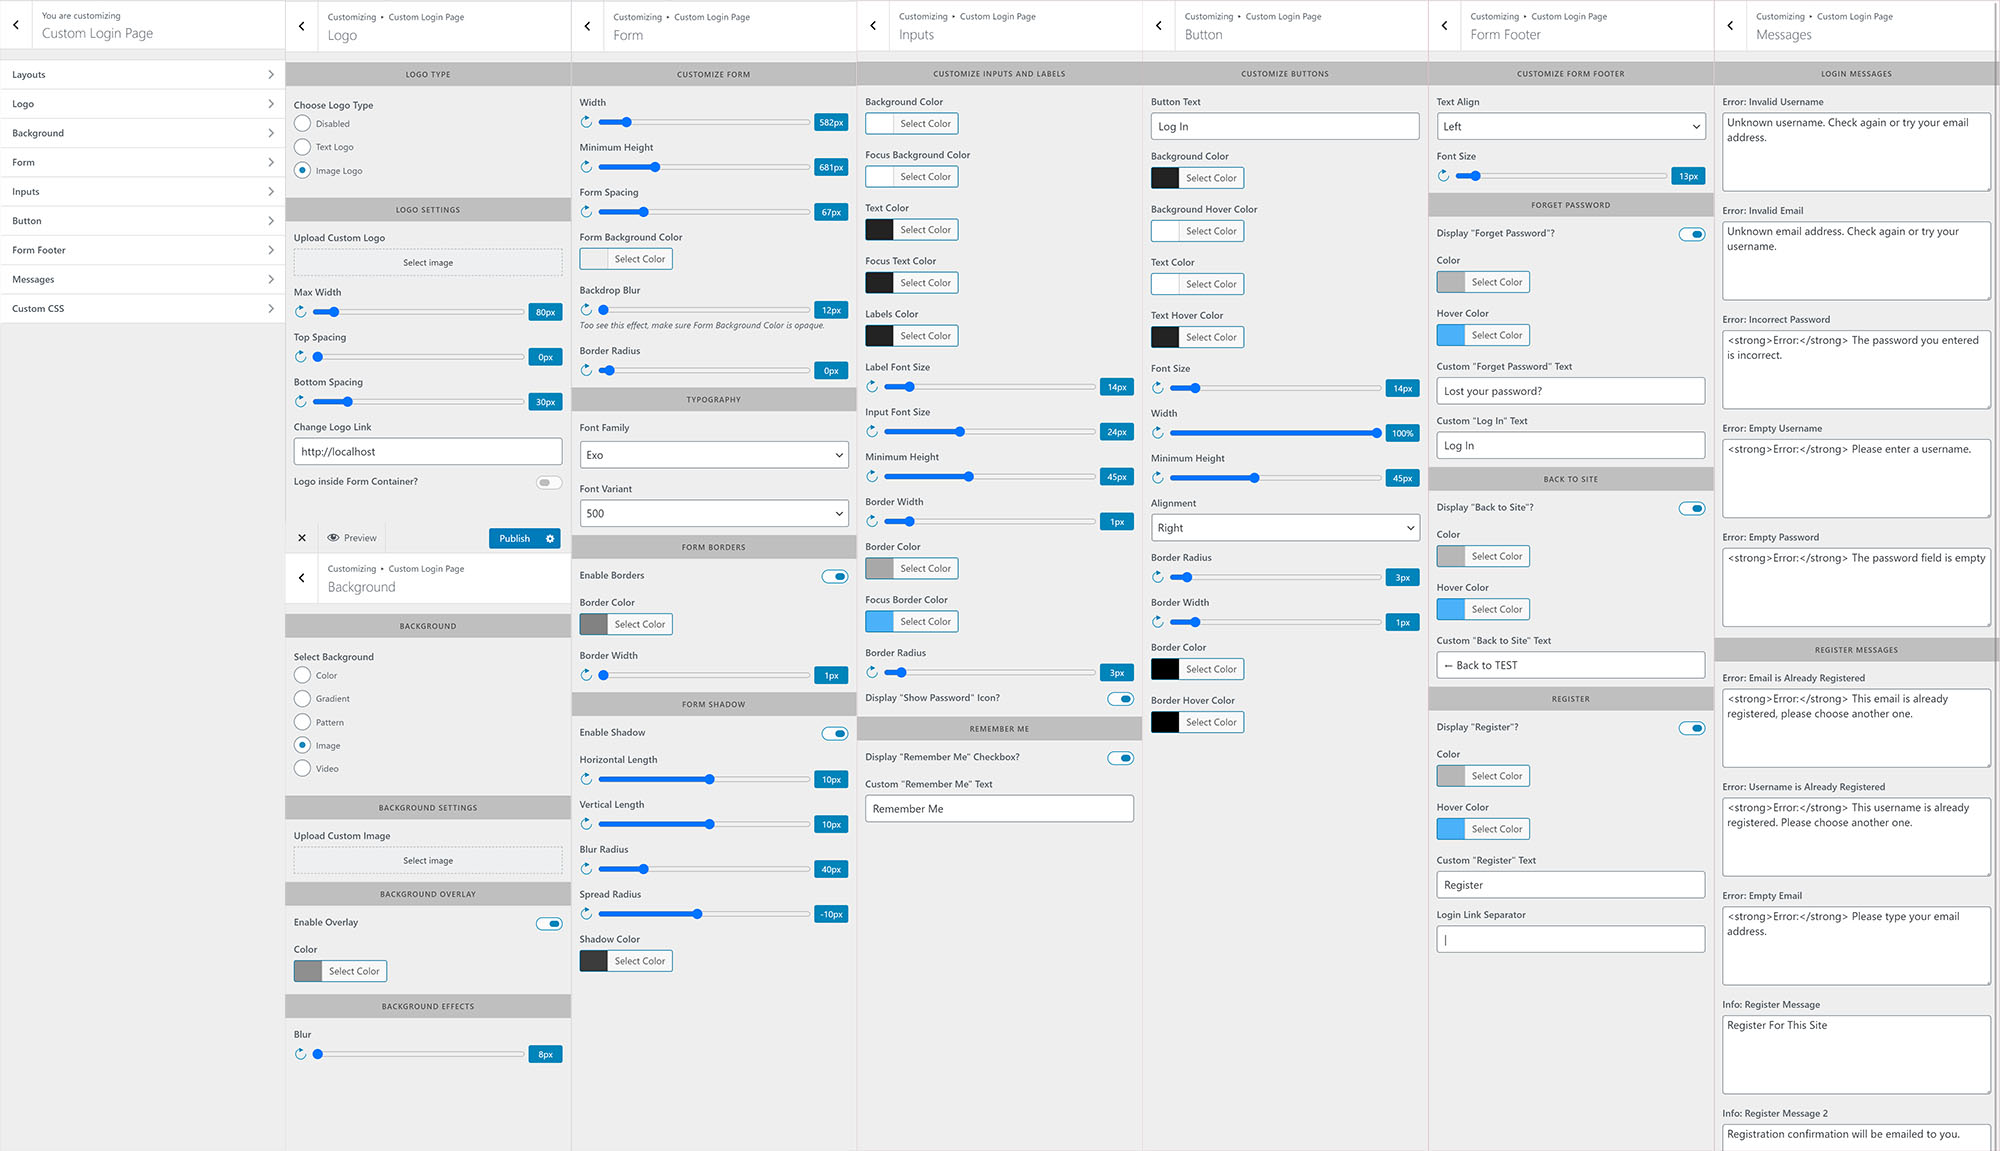 You are customizing
Custom Login Page
Layouts
Logo
Background
Form
Inputs
Button
Form Footer
Messages
Custom CSS
Customizing • Custom Login Page
Logo
LOGO TYPE
Choose Logo Type
Disabled
Text Logo
Image Logo
LOGO SETTINGS
Upload Custom Logo
Select image
Max Width
80px
Top Spacing
0px
Bottom Spacing
30px
Change Logo Link
http://localhost
Logo inside Form Container?
Preview
Publish
Customizing • Custom Login Page
Background
BACKGROUND
Select Background
Color
Gradient
Pattern
Image
Video
BACKGROUND SETTINGS
Upload Custom Image
Select image
BACKGROUND OVERLAY
Enable Overlay
Color
Select Color
BACKGROUND EFFECTS
Blur
8px
Customizing • Custom Login Page
Form
CUSTOMIZE FORM
Width
582px
Minimum Height
681px
Form Spacing
67px
Form Background Color
Select Color
Backdrop Blur
12px
Too see this effect, make sure Form Background Color is opaque.
Border Radius
0px
TYPOGRAPHY
Font Family
Exo
Font Variant
500
FORM BORDERS
Enable Borders
Border Color
Select Color
Border Width
1px
FORM SHADOW
Enable Shadow
Horizontal Length
10px
Vertical Length
10px
Blur Radius
40px
Spread Radius
-10px
Shadow Color
Select Color
Customizing • Custom Login Page
Inputs
CUSTOMIZE INPUTS AND LABELS
Background Color
Select Color
Focus Background Color
Select Color
Text Color
Select Color
Focus Text Color
Select Color
Labels Color
Select Color
Label Font Size
14px
Input Font Size
24px
Minimum Height
45px
Border Width
1px
Border Color
Select Color
Focus Border Color
Select Color
Border Radius
3px
Display "Show Password" Icon?
REMEMBER ME
Display "Remember Me" Checkbox?
Custom "Remember Me" Text
Remember Me
Customizing • Custom Login Page
Button
CUSTOMIZE BUTTONS
Button Text
Log In
Background Color
Select Color
Background Hover Color
Select Color
Text Color
Select Color
Text Hover Color
Select Color
Font Size
14px
Width
100%
Minimum Height
45px
Alignment
Right
Border Radius
3px
Border Width
1px
Border Color
Select Color
Border Hover Color
Select Color
Customizing • Custom Login Page
Form Footer
CUSTOMIZE FORM FOOTER
Text Align
Left
Font Size
13px
FORGET PASSWORD
Display "Forget Password"?
Color
Select Color
Hover Color
Select Color
Custom "Forget Password" Text
Lost your password?
Custom "Log In" Text
Log In
BACK TO SITE
Display "Back to Site"?
Color
Select Color
Hover Color
Select Color
Custom "Back to Site" Text
← Back to TEST
REGISTER
Display "Register"?
Color
Select Color
Hover Color
Select Color
Custom "Register" Text
Register
Login Link Separator
|
Customizing • Custom Login Page
Messages
LOGIN MESSAGES
Error: Invalid Username
Unknown username. Check again or try your email
address.
Error: Invalid Email
Unknown email address. Check again or try your
username.
Error: Incorrect Password
<strong>Error:</strong> The password you entered
is incorrect.
Error: Empty Username
<strong>Error:</strong> Please enter a username.
Error: Empty Password
<strong>Error:</strong> The password field is empty
REGISTER MESSAGES
Error: Email is Already Registered
<strong>Error:</strong> This email is already
registered, please choose another one.
Error: Username is Already Registered
<strong>Error:</strong> This username is already
registered. Please choose another one.
Error: Empty Email
<strong>Error:</strong> Please type your email
address.
Info: Register Message
Register For This Site
Info: Register Message 2
Registration confirmation will be emailed to you.